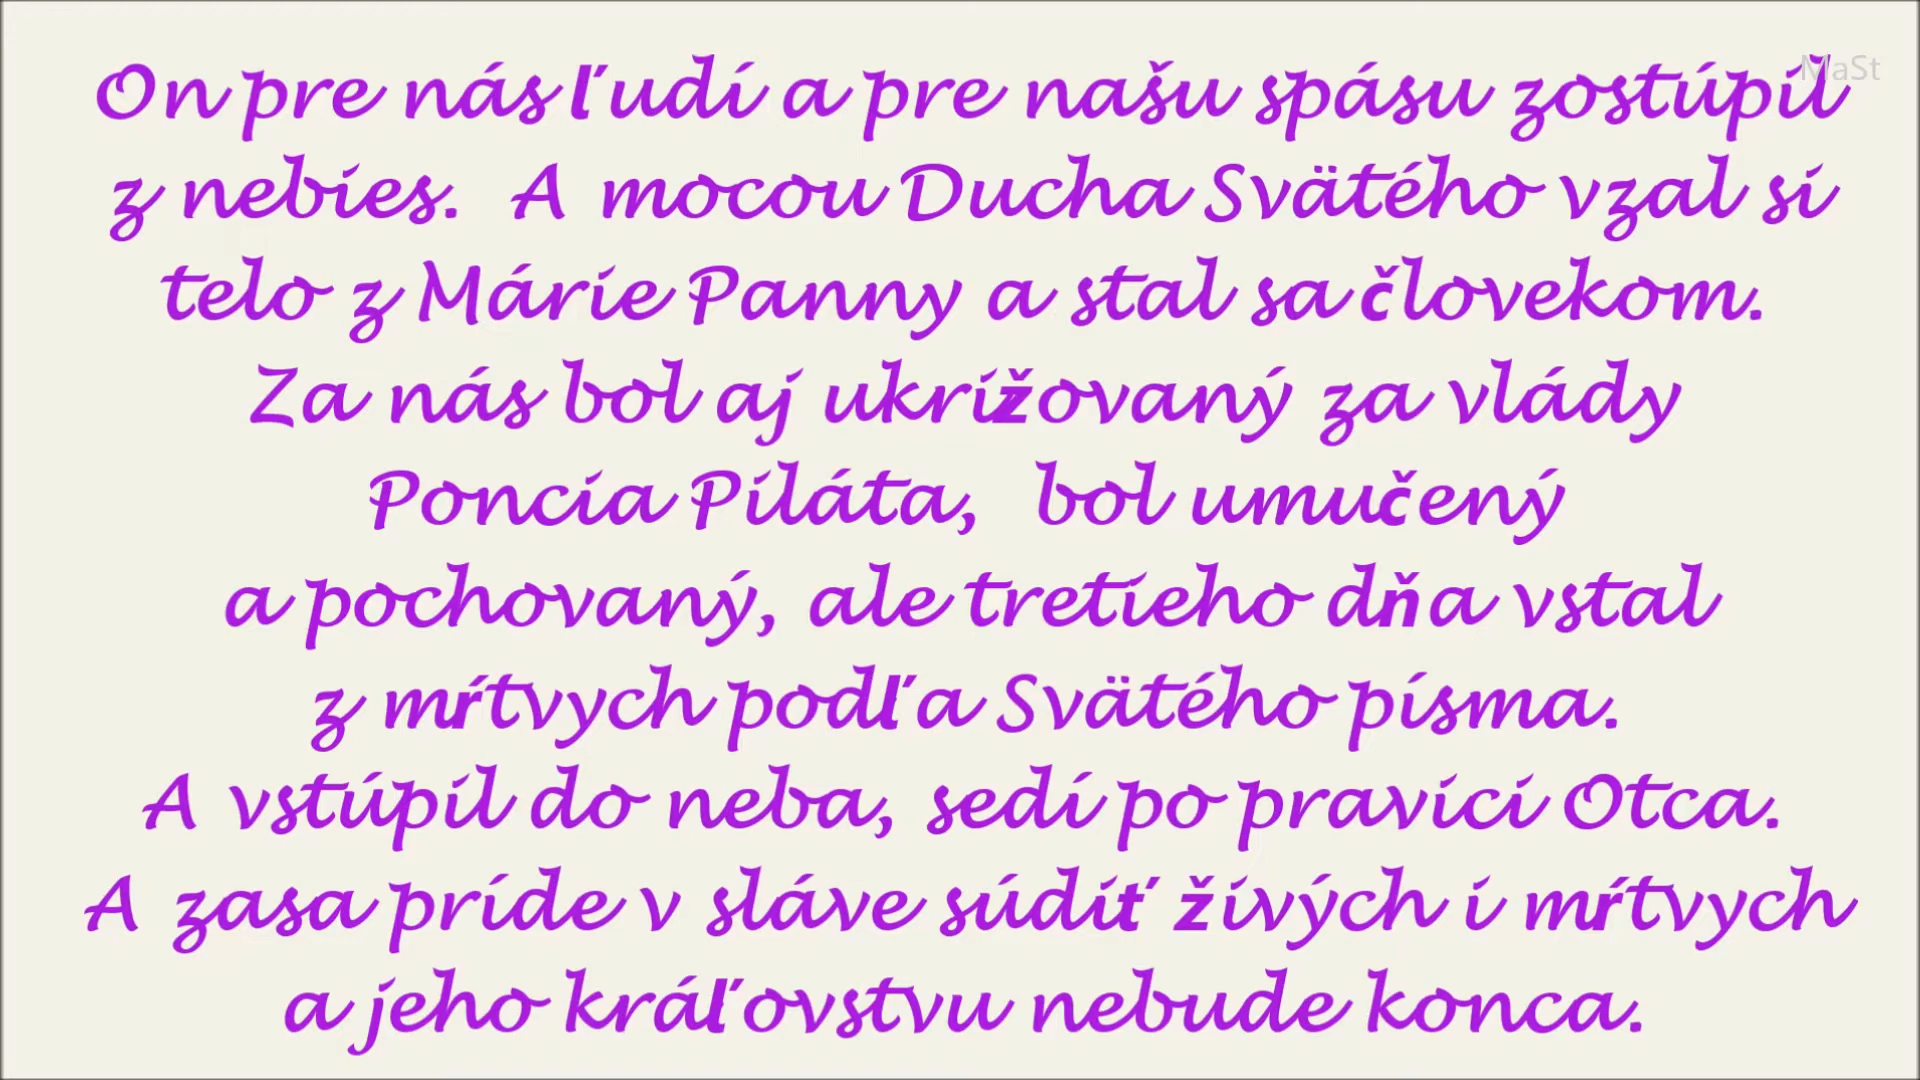 MaSt
On pre nás ľudí a pre našu spásu zostúpil
z nebies. A mocou Ducha Svätého vzal si
telo z Márie Panny a stal sa človekom.
Za nás bol aj ukrižovaný za vlády
Poncia Piláta, bol umučený
a pochovaný, ale tretieho dňa vstal
z mŕtvych podľa Svätého písma.
A vstúpil do neba, sedí po pravici Otca.
A zasa príde v sláve súdiť živých i mŕtvych
a jeho kráľovstvu nebude konca.